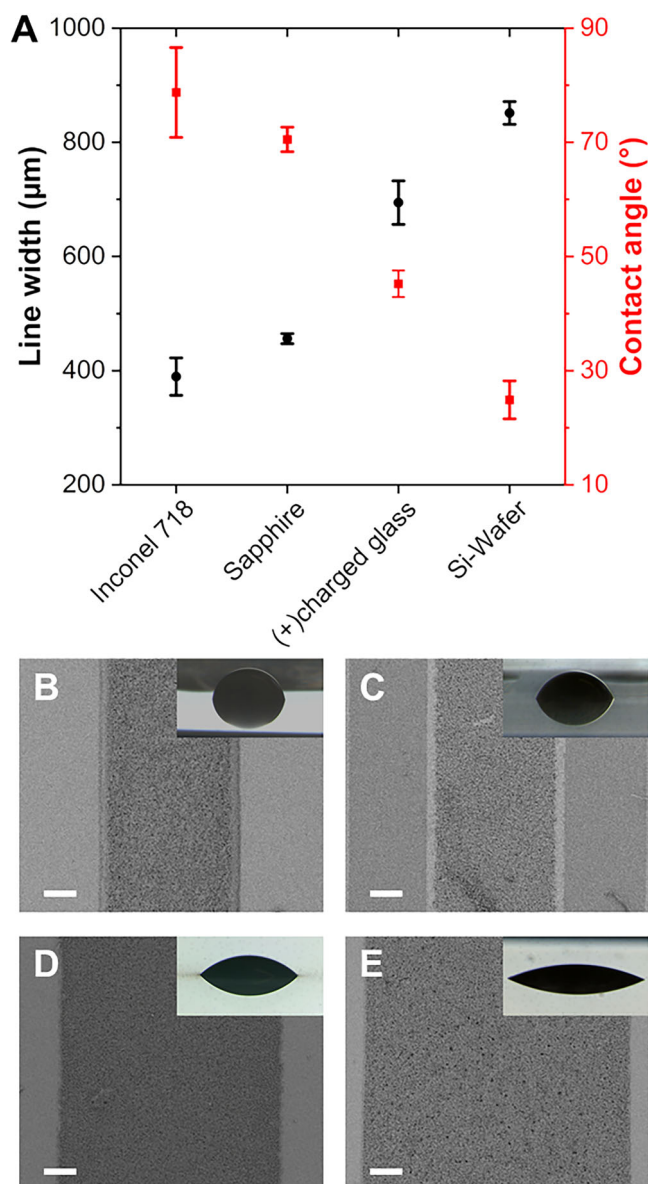 A
1000
800
600
400
200
Line width (µm)
90
70
50
30
10
Contact angle (°)
Inconel 718
Sapphire
(+)charged glass
Si-Wafer
B
C
D
E